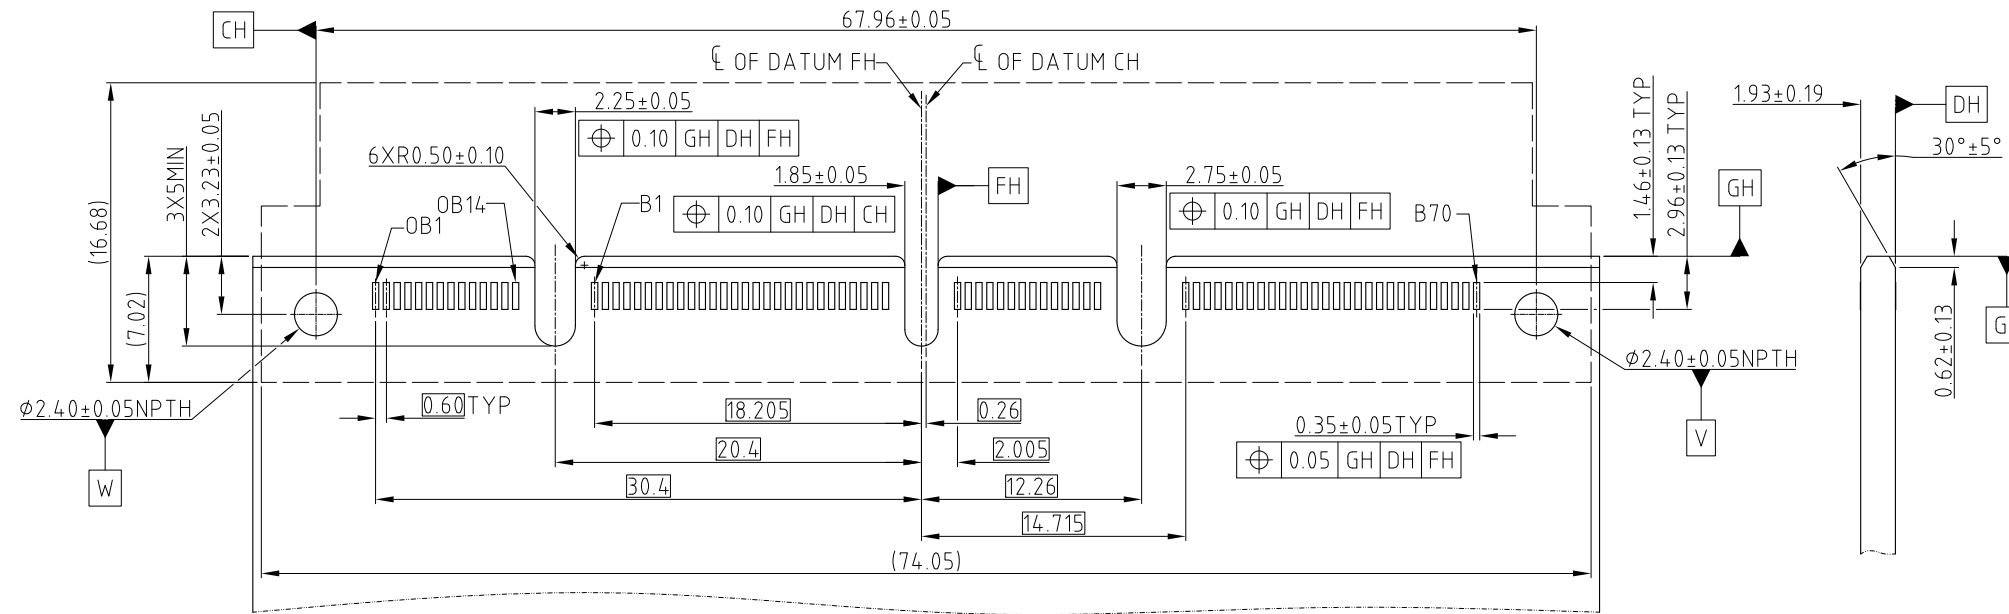 CH
67.96±0.05
℄ OF DATUM FH
℄ OF DATUM CH
2.25±0.05
⌖ 0.10 GH DH FH
6XR0.50±0.10
1.85±0.05
⌖ 0.10 GH DH CH
FH
2.75±0.05
⌖ 0.10 GH DH FH
1.46±0.13 TYP
2.96±0.13 TYP
1.93±0.19
DH
30°±5°
GH
(16.68)
3X5MIN
2X3.23±0.05
(7.02)
OB1
OB14
B1
B70
0.62±0.13
G
⌀2.40±0.05NPTH
W
⌀2.40±0.05NPTH
V
0.60 TYP
18.205
0.26
20.4
2.005
0.35±0.05TYP
⌖ 0.05 GH DH FH
30.4
12.26
14.715
(74.05)